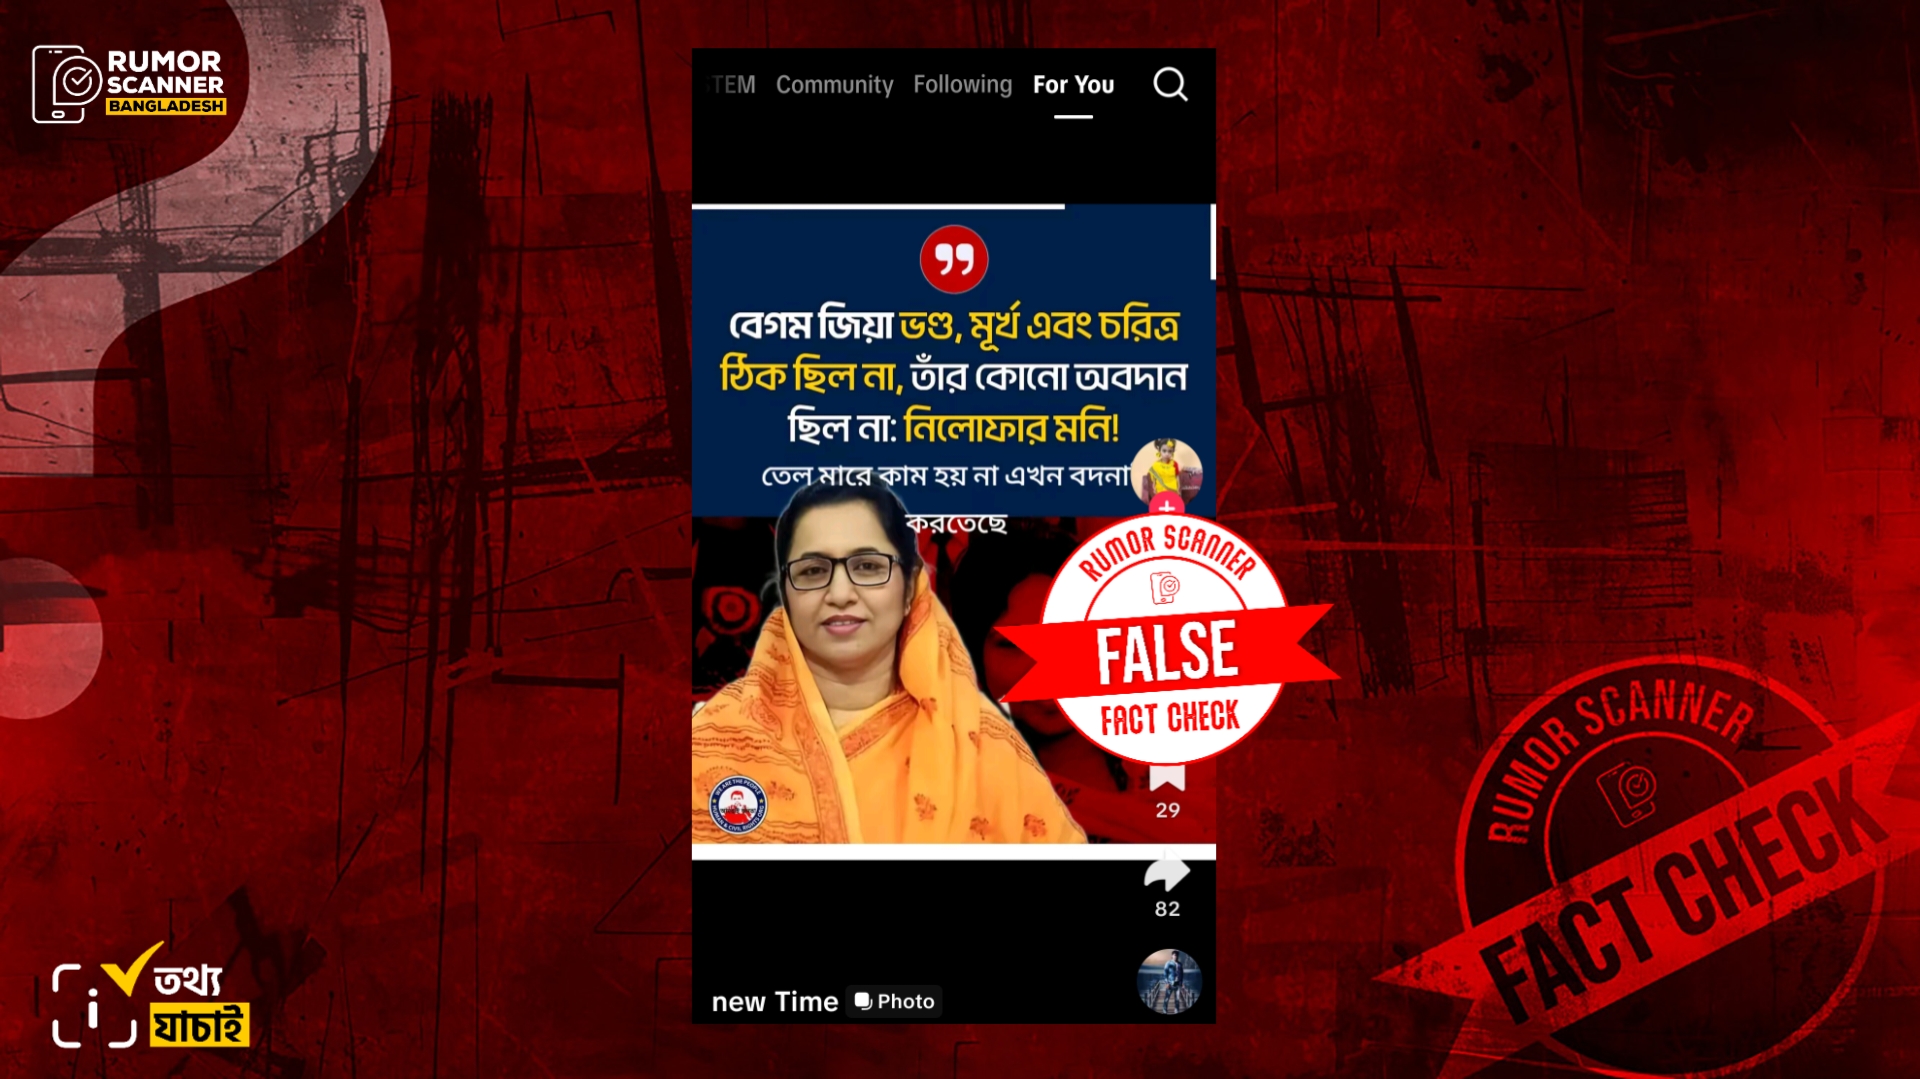 RUMOR
SCANNER
BANGLADESH
Community Following For You
বেগম জিয়া ভণ্ড, মূর্খ এবং চরিত্র
ঠিক ছিল না, তাঁর কোনো অবদান
ছিল না: নিলোফার মনি!
তেল মারে কাম হয় না এখন বদনা
করতেছে
RUMOR SCANNER
FALSE
FACT CHECK
29
82
new Time Photo
তথ্য
যাচাই
RUMOR SCANNER
FACT CHECK